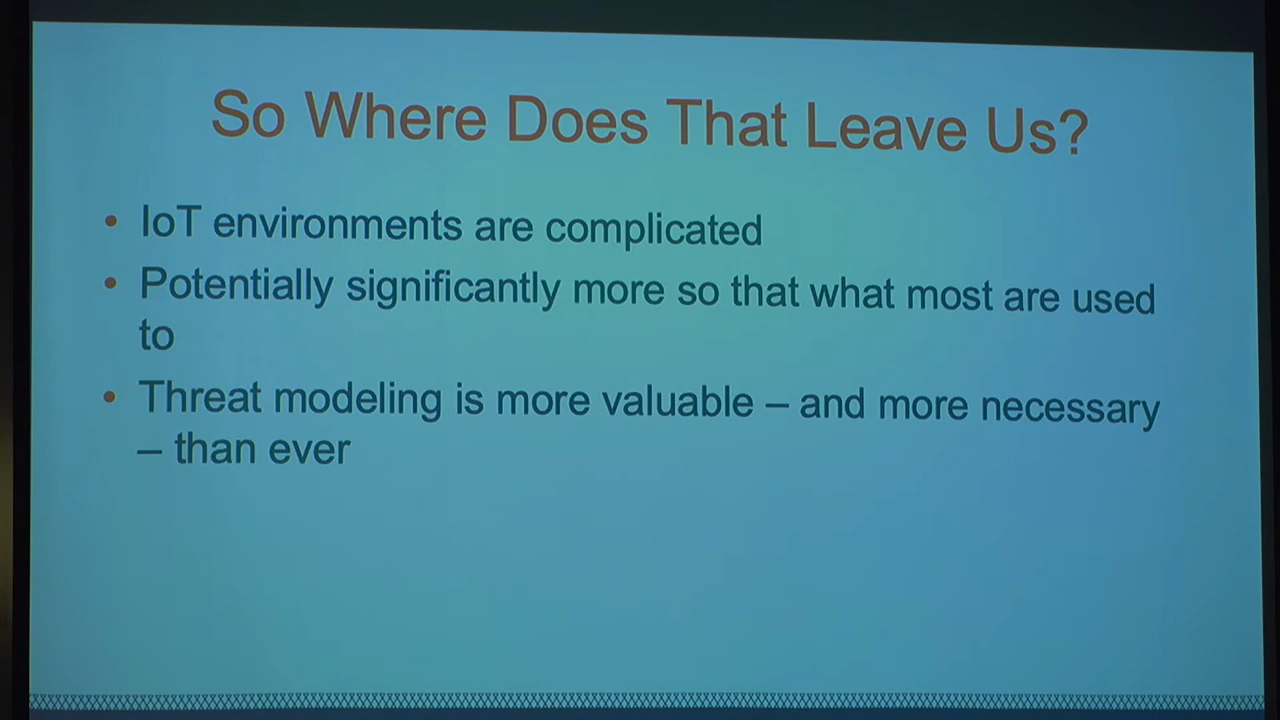 So Where Does That Leave Us?
• IoT environments are complicated
• Potentially significantly more so that what most are used
to
• Threat modeling is more valuable – and more necessary
– than ever